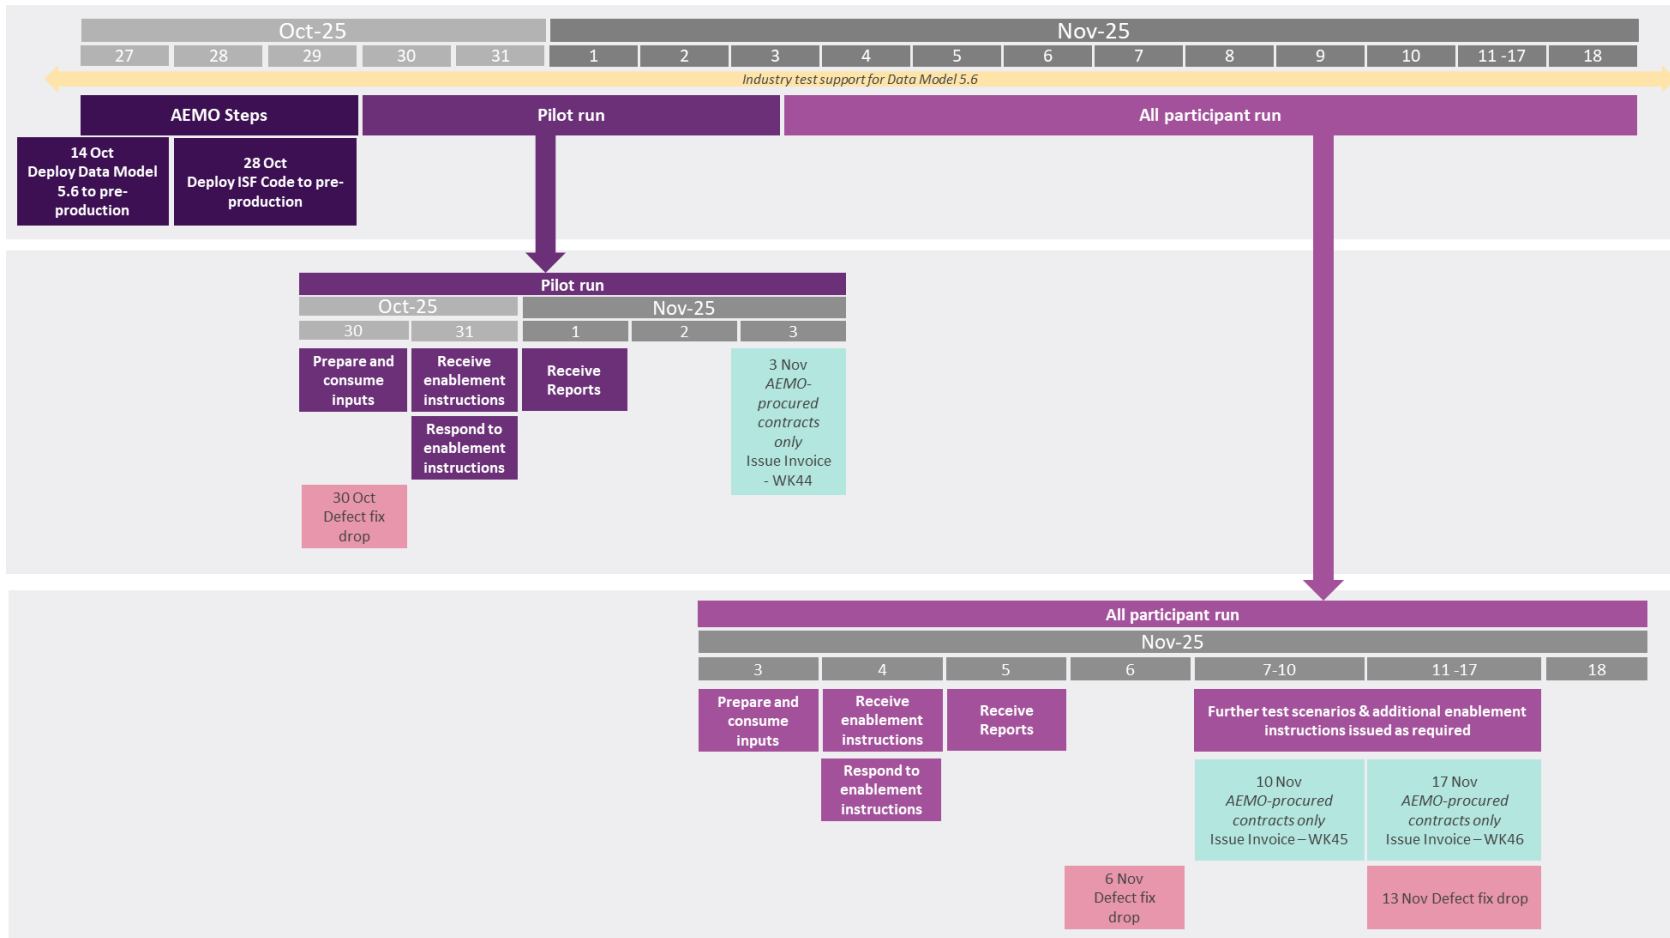 Oct-25
Nov-25
27
28
29
30
31
1
2
3
4
5
6
7
8
9
10
11 -17
18
Industry test support for Data Model 5.6
AEMO Steps
Pilot run
All participant run
14 Oct
Deploy Data Model
5.6 to pre-
production
28 Oct
Deploy ISF Code to pre-
production
Pilot run
Oct-25
Nov-25
30
31
1
2
3
Prepare and
consume
inputs
Receive
enablement
instructions
Receive
Reports
3 Nov
AEMO-
procured
contracts
only
Issue Invoice
- WK44
Respond to
enablement
instructions
30 Oct
Defect fix
drop
All participant run
Nov-25
3
4
5
6
7-10
11 -17
18
Prepare and
consume
inputs
Receive
enablement
instructions
Receive
Reports
Further test scenarios & additional enablement
instructions issued as required
Respond to
enablement
instructions
10 Nov
AEMO-procured
contracts only
Issue Invoice – WK45
17 Nov
AEMO-procured
contracts only
Issue Invoice – WK46
6 Nov
Defect fix
drop
13 Nov Defect fix drop